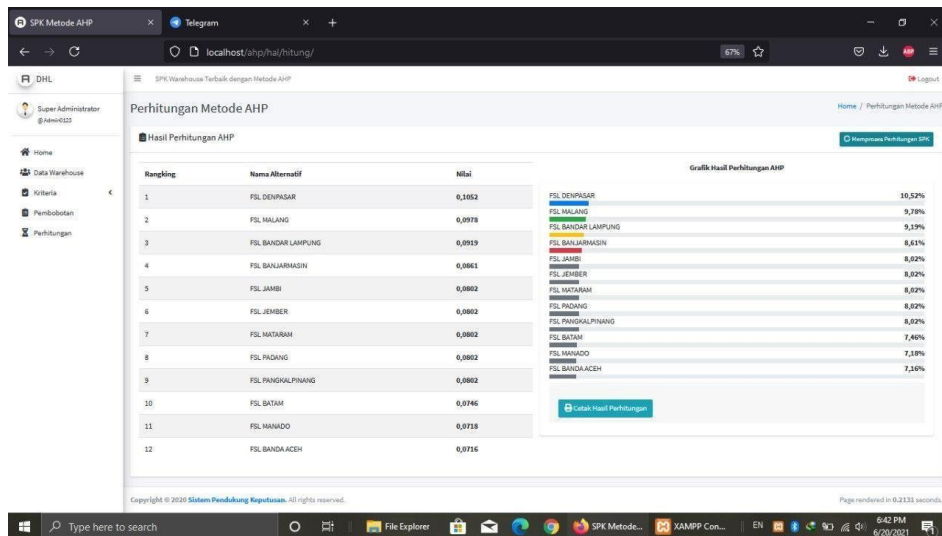 SPK Metode AHP
Telegram
localhost/ahp/hal/hitung/
67%
ABP
DHL
SPK Warehouse Terbaik dengan Metode AHP
Logout
Super Administrator
@Admin0123
Perhitungan Metode AHP
Home / Perhitungan Metode AHP
Hasil Perhitungan AHP
Memproses Perhitungan SPK
Home
Data Warehouse
Kriteria
Pembobotan
Perhitungan
Rangking Nama Alternatif Nilai
1 FSL DENPASAR 0,1052
2 FSL MALANG 0,0978
3 FSL BANDAR LAMPUNG 0,0919
4 FSL BANJARMASIN 0,0861
5 FSL JAMBI 0,0802
6 FSL JEMBER 0,0802
7 FSL MATARAM 0,0802
8 FSL PADANG 0,0802
9 FSL PANGKALPINANG 0,0802
10 FSL BATAM 0,0746
11 FSL MANADO 0,0718
12 FSL BANDA ACEH 0,0716
Grafik Hasil Perhitungan AHP
FSL DENPASAR 10,52%
FSL MALANG 9,78%
FSL BANDAR LAMPUNG 9,19%
FSL BANJARMASIN 8,61%
FSL JAMBI 8,02%
FSL JEMBER 8,02%
FSL MATARAM 8,02%
FSL PADANG 8,02%
FSL PANGKALPINANG 8,02%
FSL BATAM 7,46%
FSL MANADO 7,18%
FSL BANDA ACEH 7,16%
Cetak Hasil Perhitungan
Copyright © 2020 Sistem Pendukung Keputusan. All rights reserved.
Page rendered in 0.2131 seconds.
Type here to search
File Explorer
SPK Metode...
XAMPP Con...
EN
6:42 PM
6/20/2021